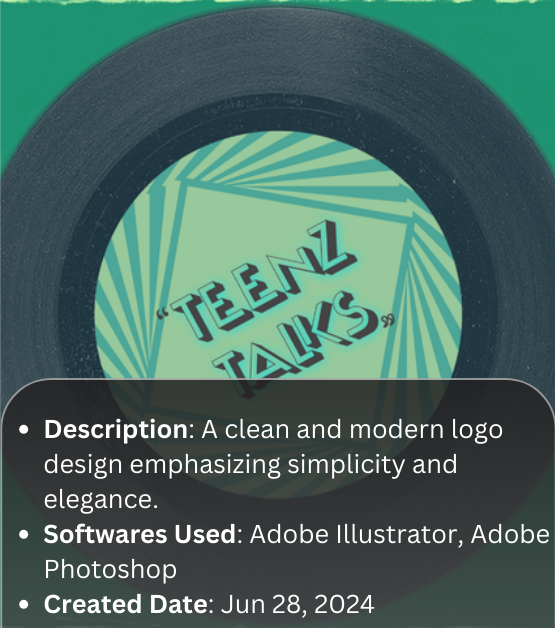 “TEENZ
TALKS”
• Description: A clean and modern logo
design emphasizing simplicity and
elegance.
• Softwares Used: Adobe Illustrator, Adobe
Photoshop
• Created Date: Jun 28, 2024